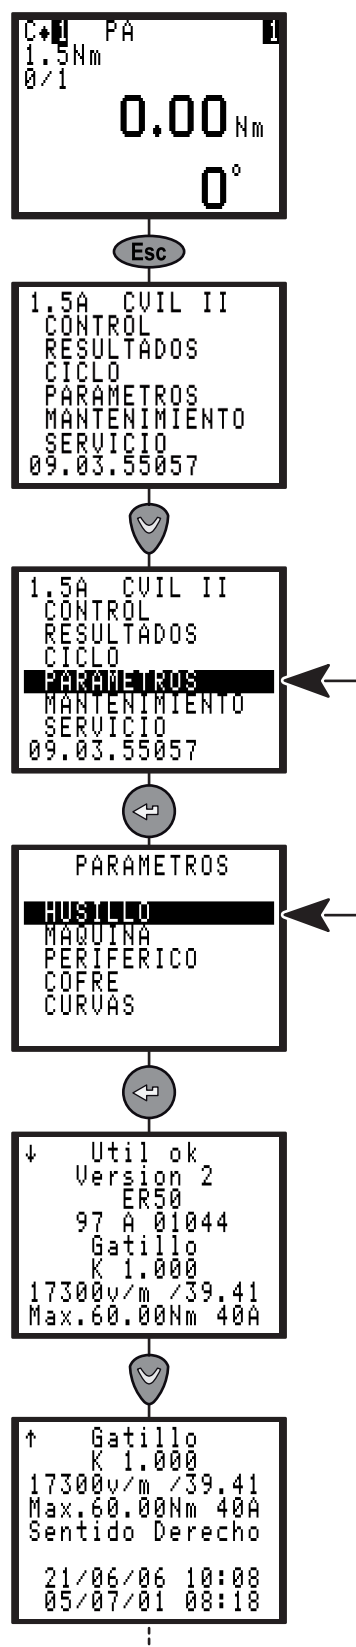 C♦1 PA 1
1.5Nm
0/1
0.00 Nm
0°
Esc
1.5A CVIL II
CONTROL
RESULTADOS
CICLO
PARAMETROS
MANTENIMIENTO
SERVICIO
09.03.55057
1.5A CVIL II
CONTROL
RESULTADOS
CICLO
PARAMETROS
MANTENIMIENTO
SERVICIO
09.03.55057
PARAMETROS
HUSILLO
MAQUINA
PERIFERICO
COFRE
CURVAS
↓ Util ok
Version 2
ER50
97 A 01044
Gatillo
K 1.000
17300v/m /39.41
Max.60.00Nm 40A
↑ Gatillo
K 1.000
17300v/m /39.41
Max.60.00Nm 40A
Sentido Derecho
21/06/06 10:08
05/07/01 08:18